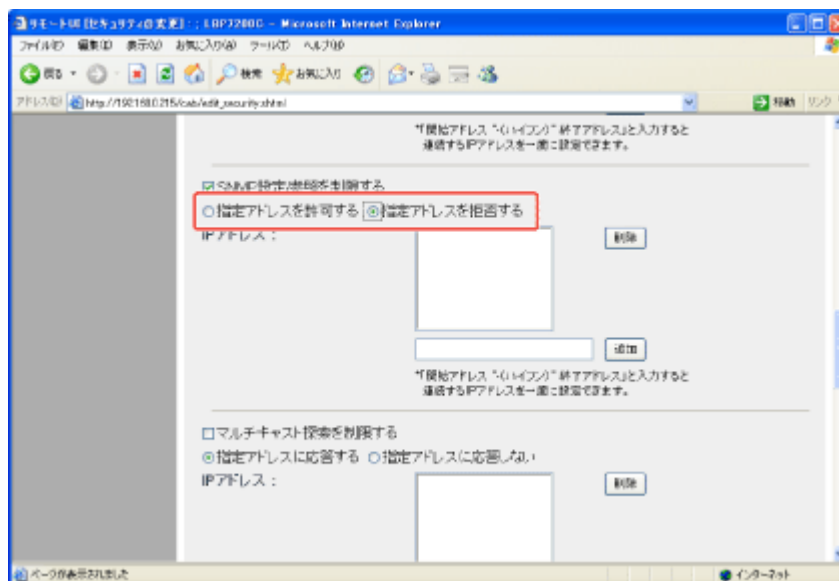 リモートUI [セキュリティの変更] : ; LBP7200C - Microsoft Internet Explorer
ファイル(F) 編集(E) 表示(V) お気に入り(A) ツール(T) ヘルプ(H)
戻る 検索 お気に入り
アドレス(D) http://192.168.0.215/cab/edit_security.shtml 移動 リンク
*「開始アドレス "-(ハイフン)" 終了アドレス」と入力すると
連続するIPアドレスを一度に設定できます。
SNMP設定/参照を制限する
指定アドレスを許可する 指定アドレスを拒否する
IPアドレス : 削除
追加
*「開始アドレス "-(ハイフン)" 終了アドレス」と入力すると
連続するIPアドレスを一度に設定できます。
マルチキャスト探索を制限する
指定アドレスに応答する 指定アドレスに応答しない
IPアドレス : 削除
ページが表示されました インターネット